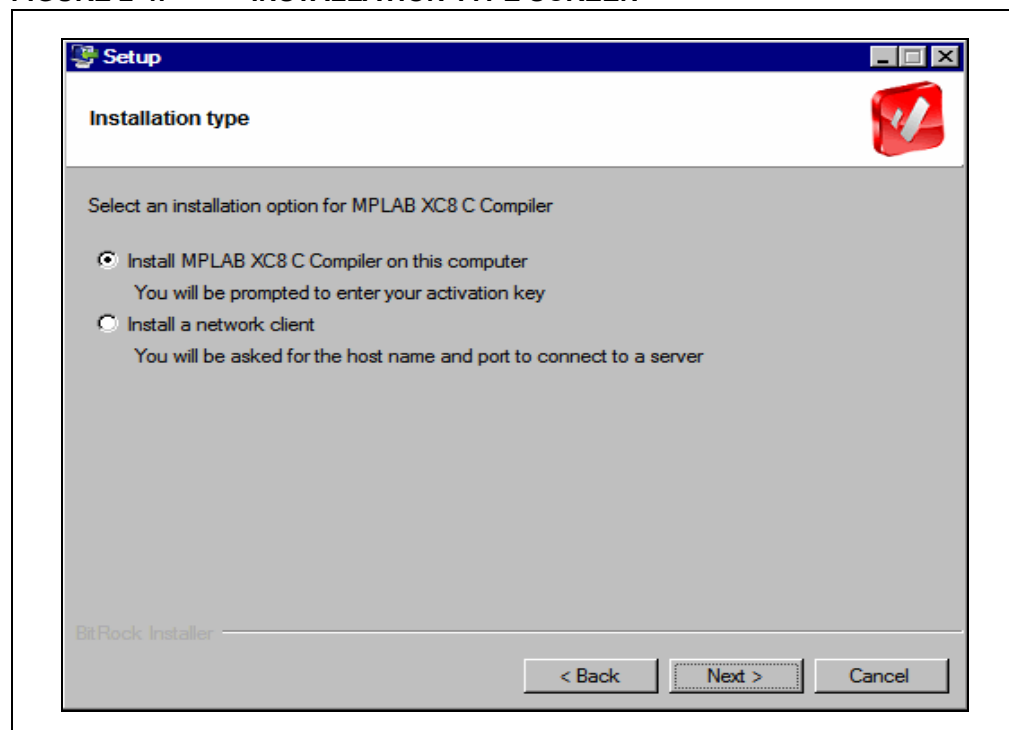 Setup
Installation type
Select an installation option for MPLAB XC8 C Compiler
Install MPLAB XC8 C Compiler on this computer
You will be prompted to enter your activation key
Install a network client
You will be asked for the host name and port to connect to a server
BitRock Installer
< Back Next > Cancel